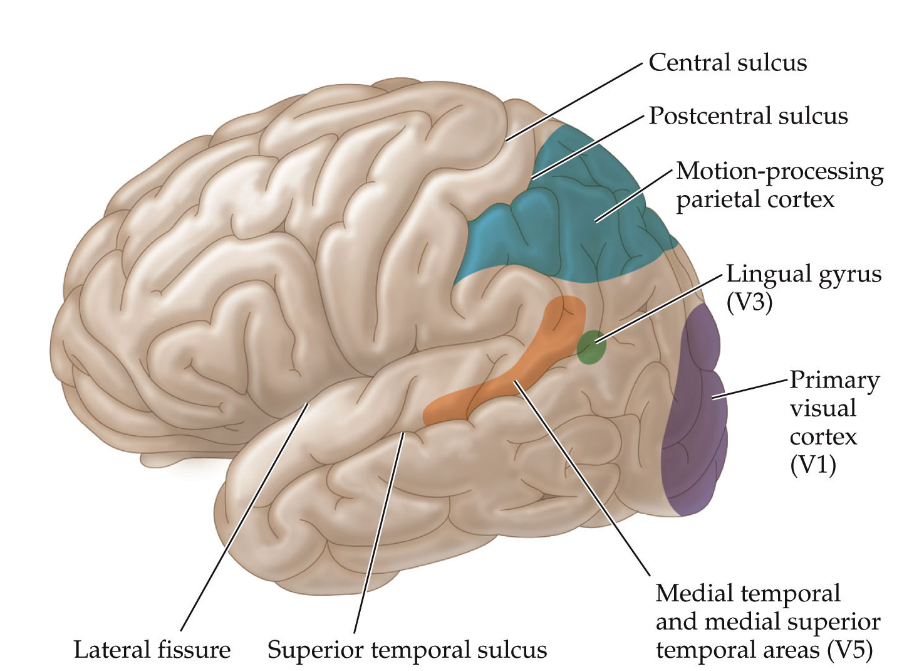 Central sulcus
Postcentral sulcus
Motion-processing
parietal cortex
Lingual gyrus
(V3)
Primary
visual
cortex
(V1)
Medial temporal
and medial superior
temporal areas (V5)
Lateral fissure
Superior temporal sulcus